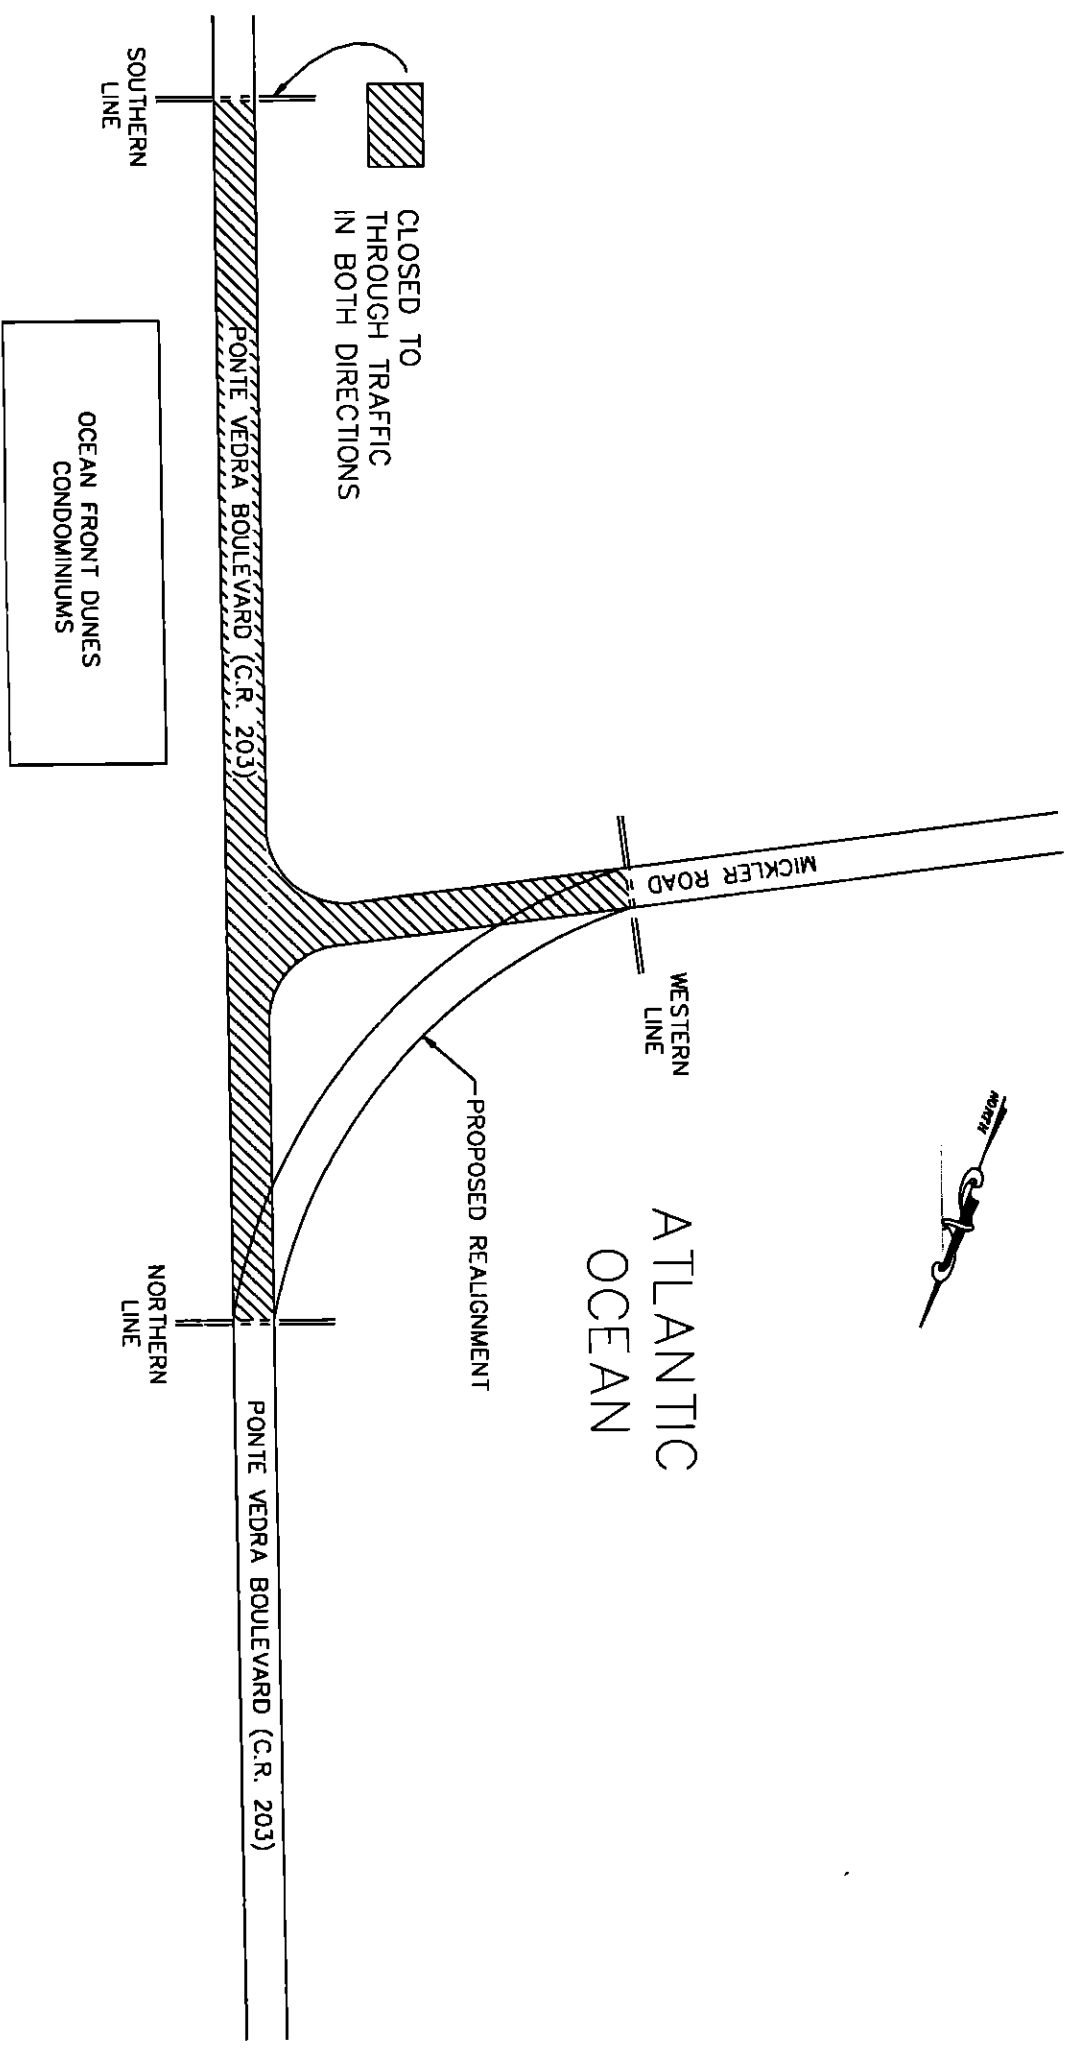 SOUTHERN
LINE
CLOSED TO
THROUGH TRAFFIC
IN BOTH DIRECTIONS
OCEAN FRONT DUNES
CONDOMINIUMS
PONTE VEDRA BOULEVARD (C.R. 203)
MICKLER ROAD
WESTERN
LINE
NORTH
PROPOSED REALIGNMENT
ATLANTIC
OCEAN
NORTHERN
LINE
PONTE VEDRA BOULEVARD (C.R. 203)